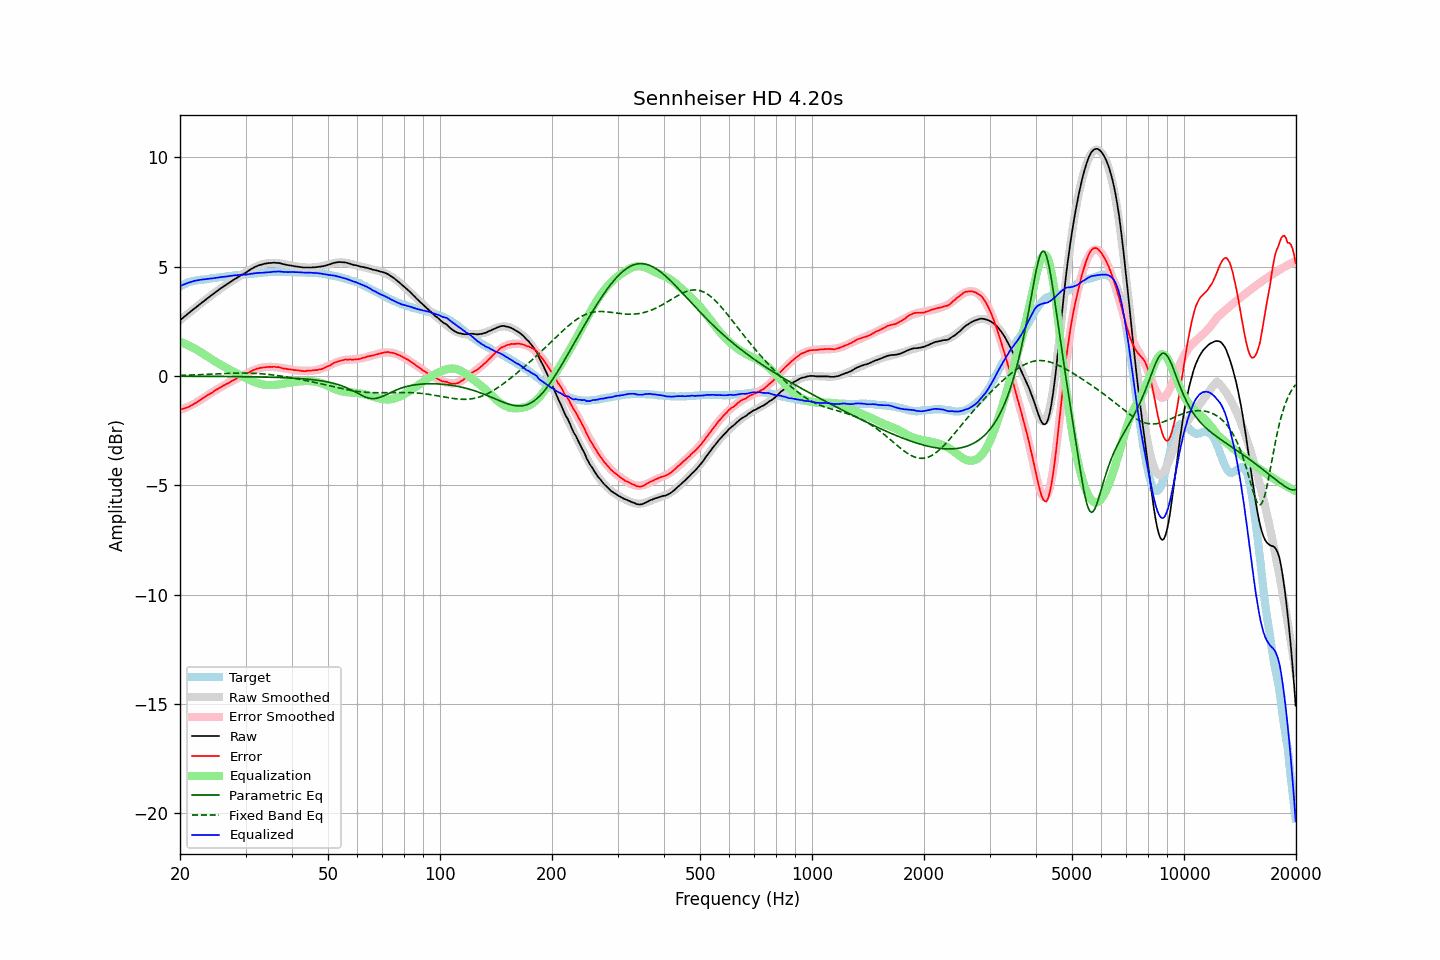 Sennheiser HD 4.20s
Amplitude (dBr)
10
5
0
−5
−10
−15
−20
Target
Raw Smoothed
Error Smoothed
Raw
Error
Equalization
Parametric Eq
Fixed Band Eq
Equalized
20 50 100 200 500 1000 2000 5000 10000 20000
Frequency (Hz)